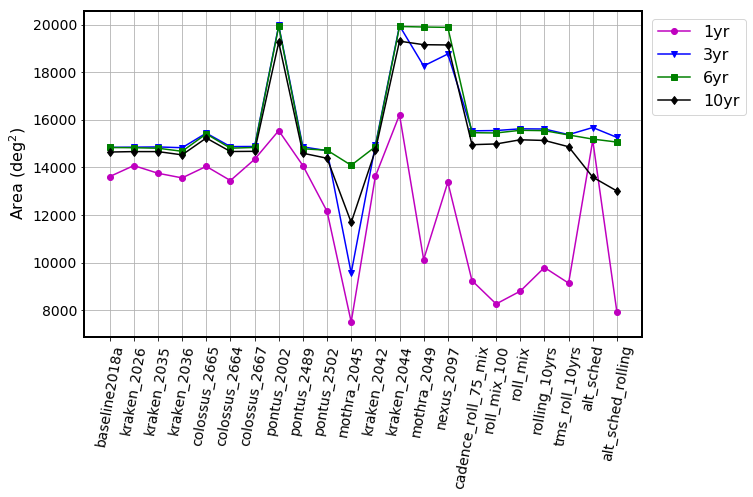 20000
18000
16000
14000
12000
10000
8000
Area (deg²)
1yr
3yr
6yr
10yr
baseline2018a
kraken_2026
kraken_2035
kraken_2036
colossus_2665
colossus_2664
colossus_2667
pontus_2002
pontus_2489
pontus_2502
mothra_2045
kraken_2042
kraken_2044
mothra_2049
nexus_2097
cadence_roll_75_mix
roll_mix_100
roll_mix
rolling_10yrs
tms_roll_10yrs
alt_sched
alt_sched_rolling